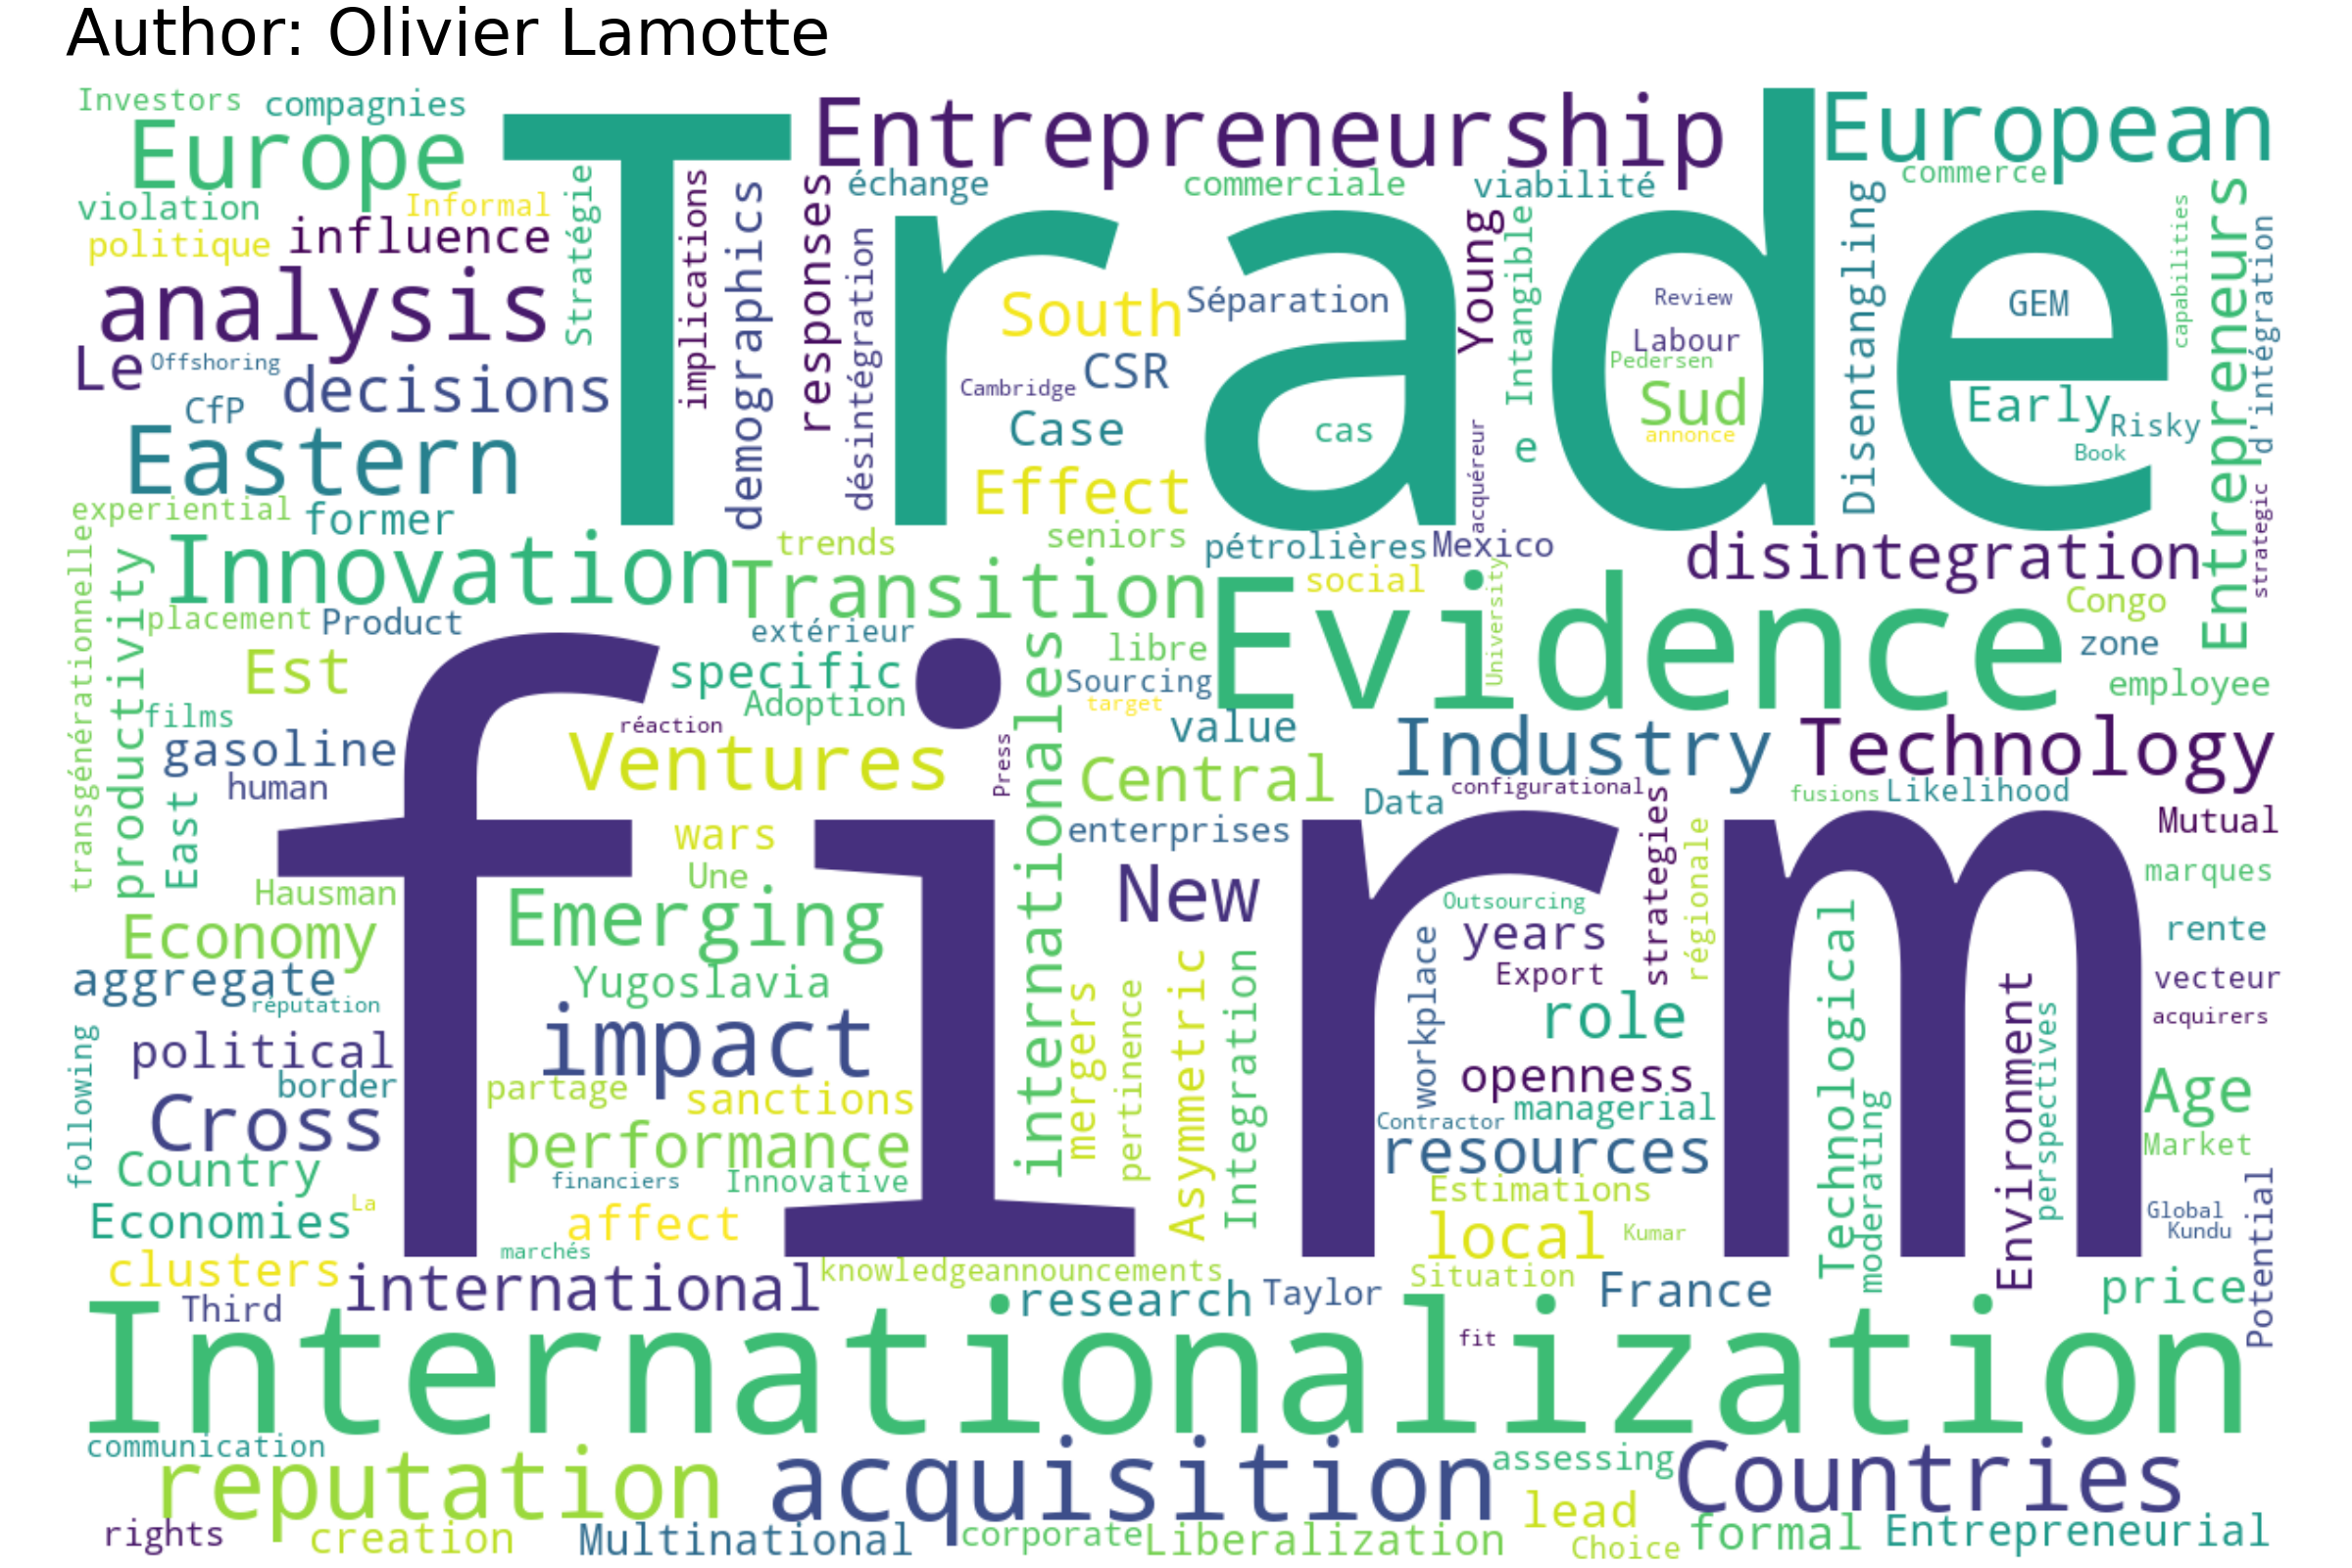 Author: Olivier Lamotte
Investors compagnies Entrepreneurship European
Europe Trade
violation Informal Stratégie implications demographics responses échange commerciale viabilité commerce
politique influence désintégration Young Intangible Disentangling capabilities Entrepreneurs d'intégration
analysis South Séparation Review GEM
Le Offshoring decisions Cambridge CSR Labour Pedersen
CfP Case cas Sud annonce Early Risky
Eastern Effect acquéreur e Book
experiential former trends seniors pétrolières Mexico disintegration strategic
transgénérationnelle productivity Innovation Transition social University Evidence Congo
placement Product extérieur libre zone
Est firm specific internationales Sourcing employee
films réaction Adoption target value
gasoline Ventures Press Central Industry Technology
human East Data configurational fusions Likelihood
wars enterprises strategies régionale Mutual
Hausman Une New Outsourcing marques
Economy Emerging workplace years Technological rente
aggregate Yugoslavia mergers pertinence Asymmetric Integration Export Environment vecteur
réputation impact role perspectives acquirers
following political openness
border partage sanctions Contractor managerial moderating Age
Cross performance resources Market
Country financiers Innovative Estimations Potential
Economies La affect local Kumar Global
marchés Kundu
clusters international knowledge announcements Situation France price
Third research Taylor
Internationalization fit
communication reputation acquisition assessing Countries
rights creation Multinational corporate Liberalization lead Choice formal Entrepreneurial